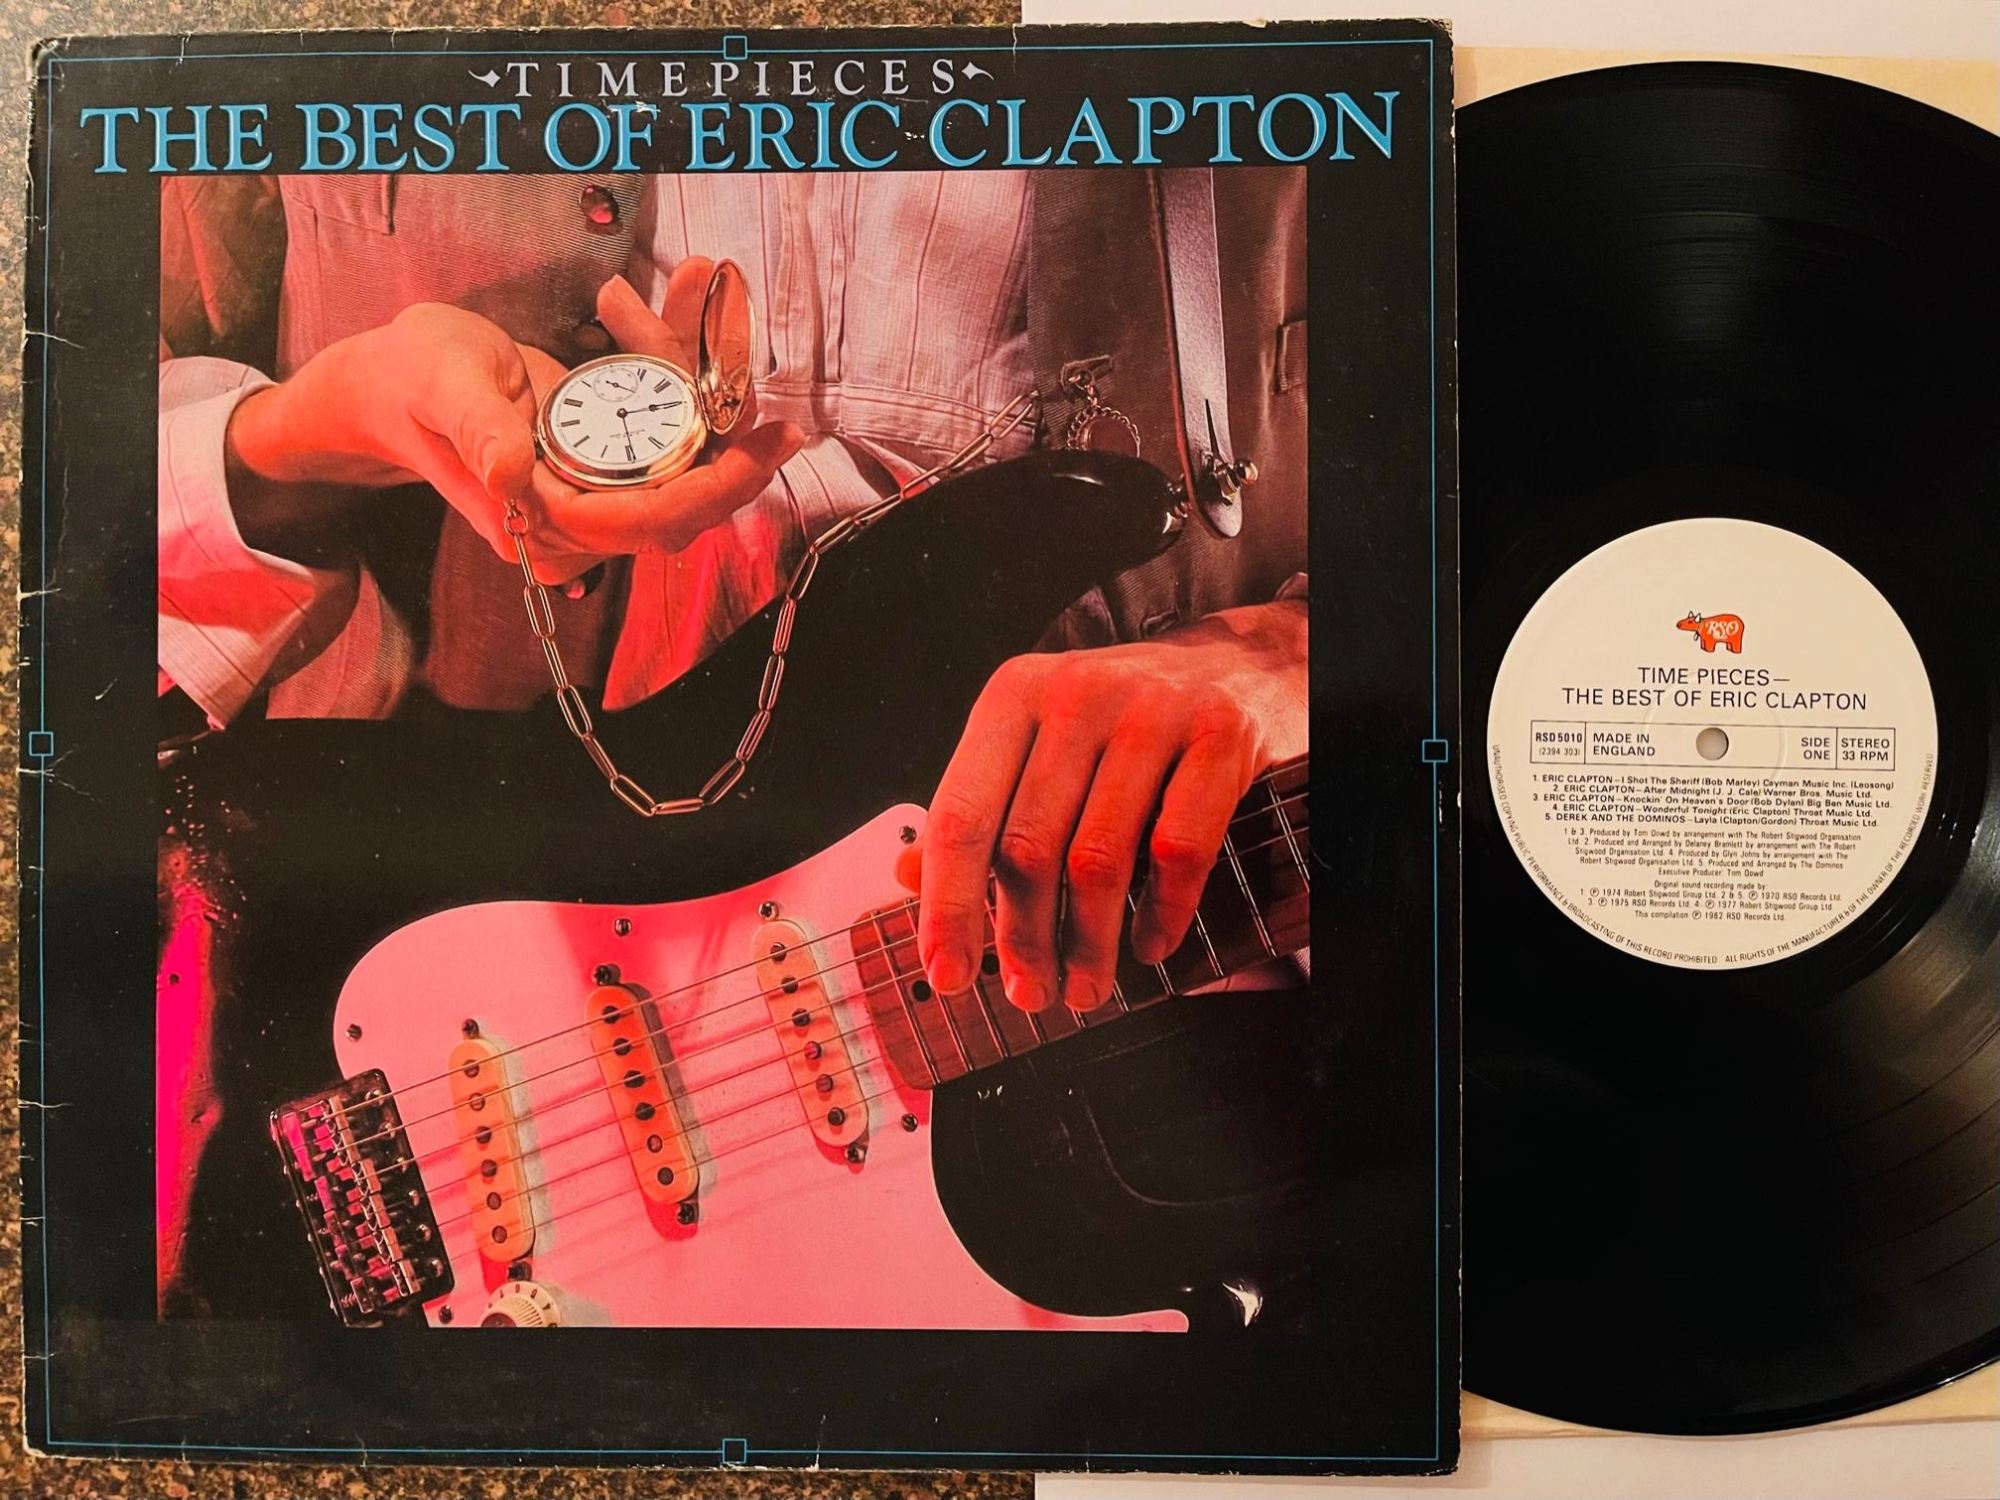 TIMEPIECES
THE BEST OF ERIC CLAPTON
RSO
TIME PIECES—
THE BEST OF ERIC CLAPTON
RSD5010
(2394 303)
MADE IN
ENGLAND
SIDE
ONE
STEREO
33 RPM
1. ERIC CLAPTON—I Shot The Sheriff (Bob Marley) Cayman Music Inc. (Leosong)
2. ERIC CLAPTON—After Midnight (J. J. Cale) Warner Bros. Music Ltd.
3. ERIC CLAPTON—Knockin' On Heaven's Door (Bob Dylan) Big Ben Music Ltd.
4. ERIC CLAPTON—Wonderful Tonight (Eric Clapton) Throat Music Ltd.
5. DEREK AND THE DOMINOS—Layla (Clapton/Gordon) Throat Music Ltd.
1 & 3. Produced by Tom Dowd by arrangement with The Robert Stigwood Organisation
Ltd. 2. Produced and Arranged by Delaney Bramlett by arrangement with The Robert
Stigwood Organisation Ltd. 4. Produced by Glyn Johns by arrangement with The
Robert Stigwood Organisation Ltd. 5. Produced and Arranged by The Dominos
Executive Producer: Tom Dowd
Original sound recording made by:
1. ℗ 1974 Robert Stigwood Group Ltd. 2 & 5. ℗ 1970 RSO Records Ltd.
3. ℗ 1975 RSO Records Ltd. 4. ℗ 1977 Robert Stigwood Group Ltd.
This compilation ℗ 1982 RSO Records Ltd.
UNAUTHORISED COPYING PUBLIC PERFORMANCE & BROADCASTING OF THIS RECORD PROHIBITED ALL RIGHTS OF THE MANUFACTURER & OF THE OWNER OF THE RECORDED WORK RESERVED